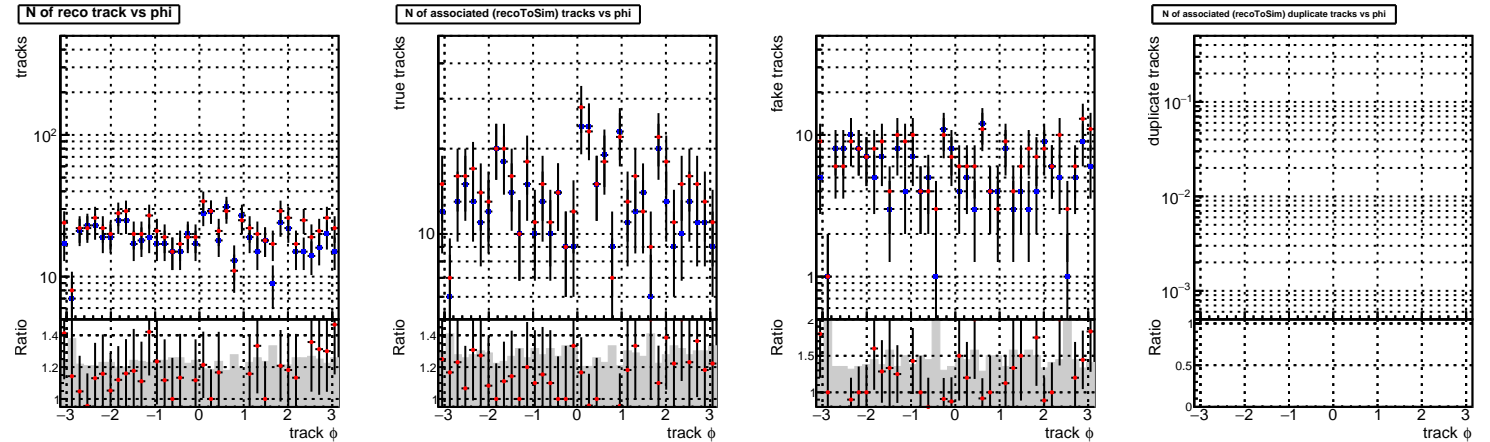 N of reco track vs phi
tracks
10²
10
Ratio
1.4
1.2
1
−3 −2 −1 0 1 2 3
track ϕ
N of associated (recoToSim) tracks vs phi
true tracks
10
Ratio
1.4
1.2
1
−3 −2 −1 0 1 2 3
track ϕ
fake tracks
10
1
Ratio
2
1.5
1
−3 −2 −1 0 1 2 3
track ϕ
N of associated (recoToSim) duplicate tracks vs phi
duplicate tracks
10⁻¹
10⁻²
10⁻³
Ratio
1
0.5
0
−3 −2 −1 0 1 2 3
track ϕ